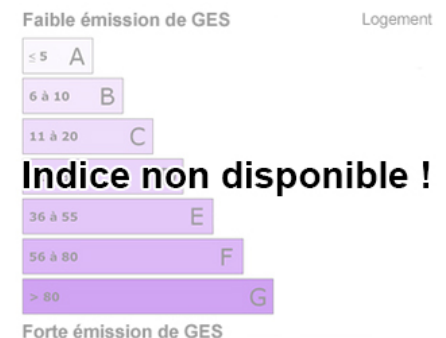 Faible émission de GES
Logement
≤ 5 A
6 à 10 B
11 à 20 C
Indice non disponible !
36 à 55 E
56 à 80 F
> 80 G
Forte émission de GES